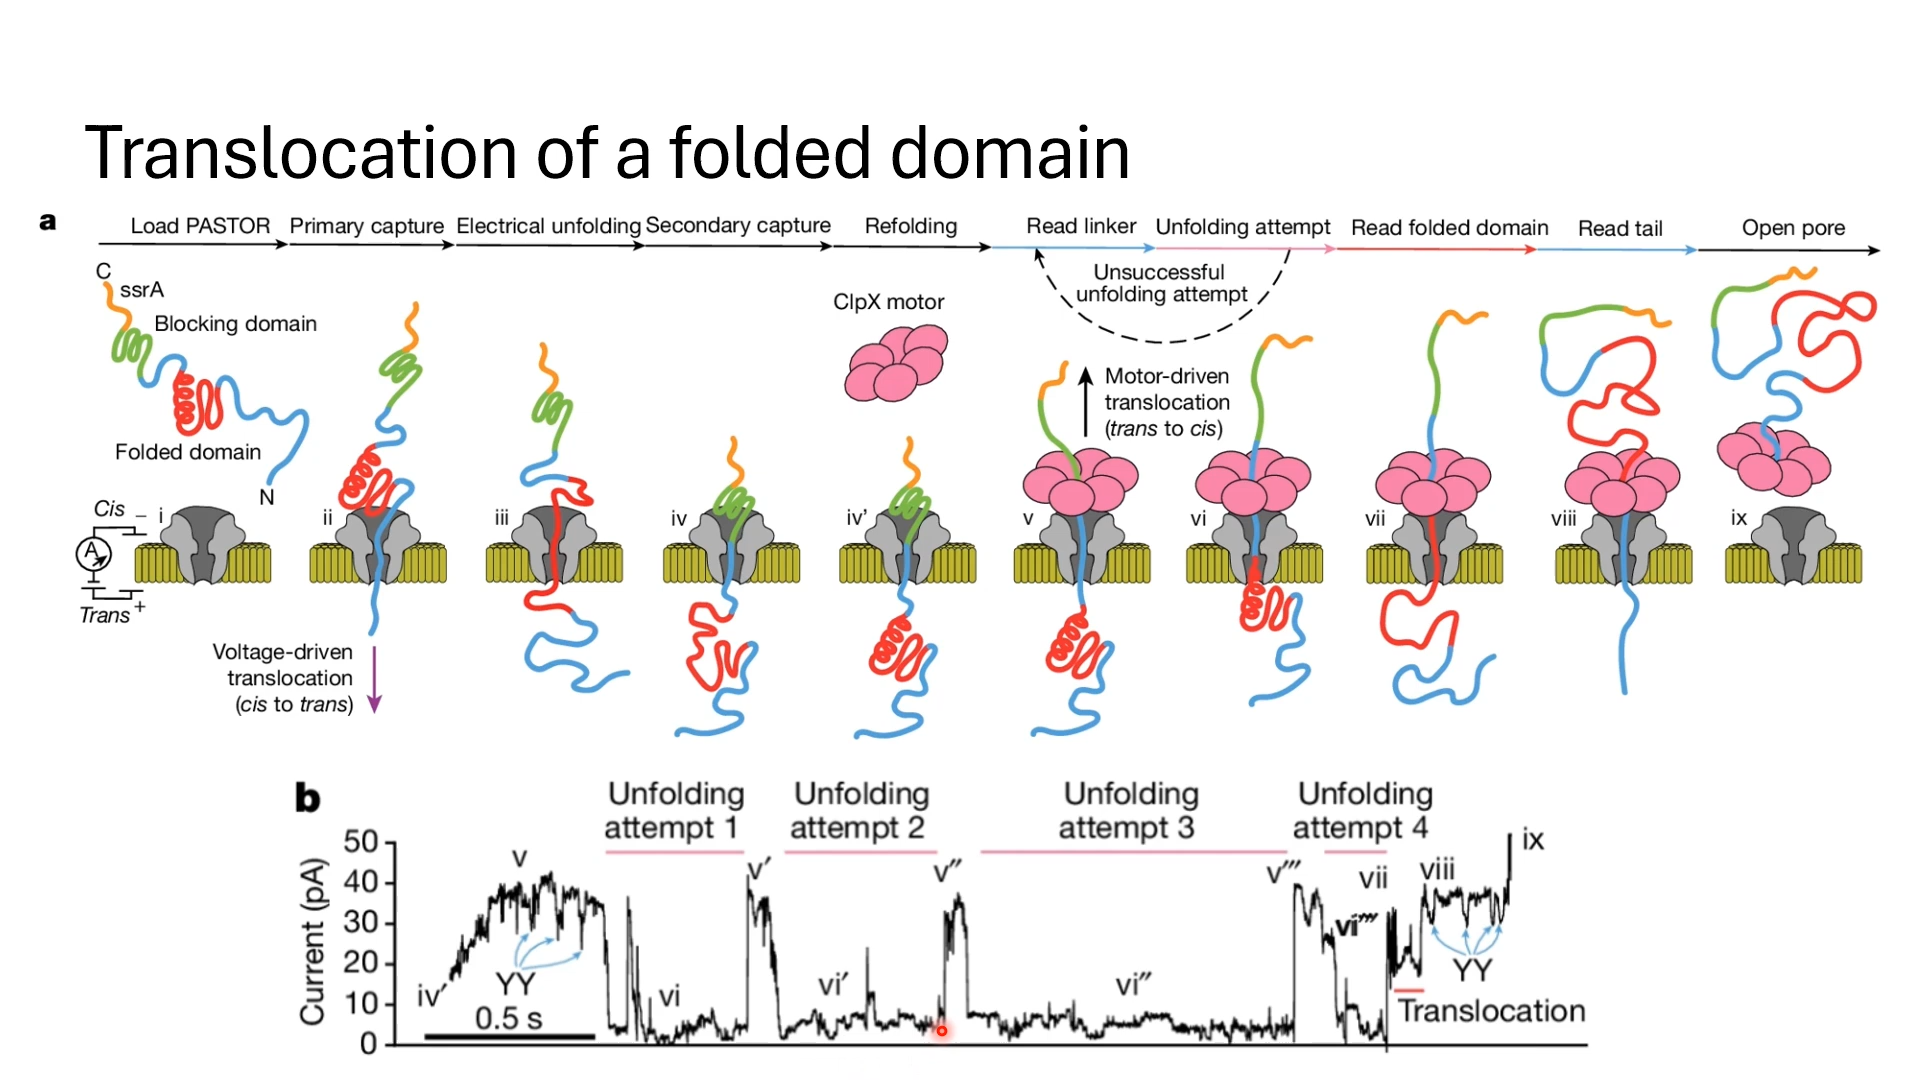 Translocation of a folded domain
a
Load PASTOR
Primary capture
Electrical unfolding
Secondary capture
Refolding
Read linker
Unfolding attempt
Read folded domain
Read tail
Open pore
Unsuccessful
unfolding attempt
C
ssrA
Blocking domain
Folded domain
N
ClpX motor
Motor-driven
translocation
(trans to cis)
Cis –
A
Trans +
i
ii
iii
iv
iv′
v
vi
vii
viii
ix
Voltage-driven
translocation
(cis to trans)
b
Unfolding
attempt 1
Unfolding
attempt 2
Unfolding
attempt 3
Unfolding
attempt 4
Current (pA)
50
40
30
20
10
0
iv′
v
YY
0.5 s
vi
v′
vi′
v″
vi″
v‴
vi‴
vii
viii
ix
YY
Translocation